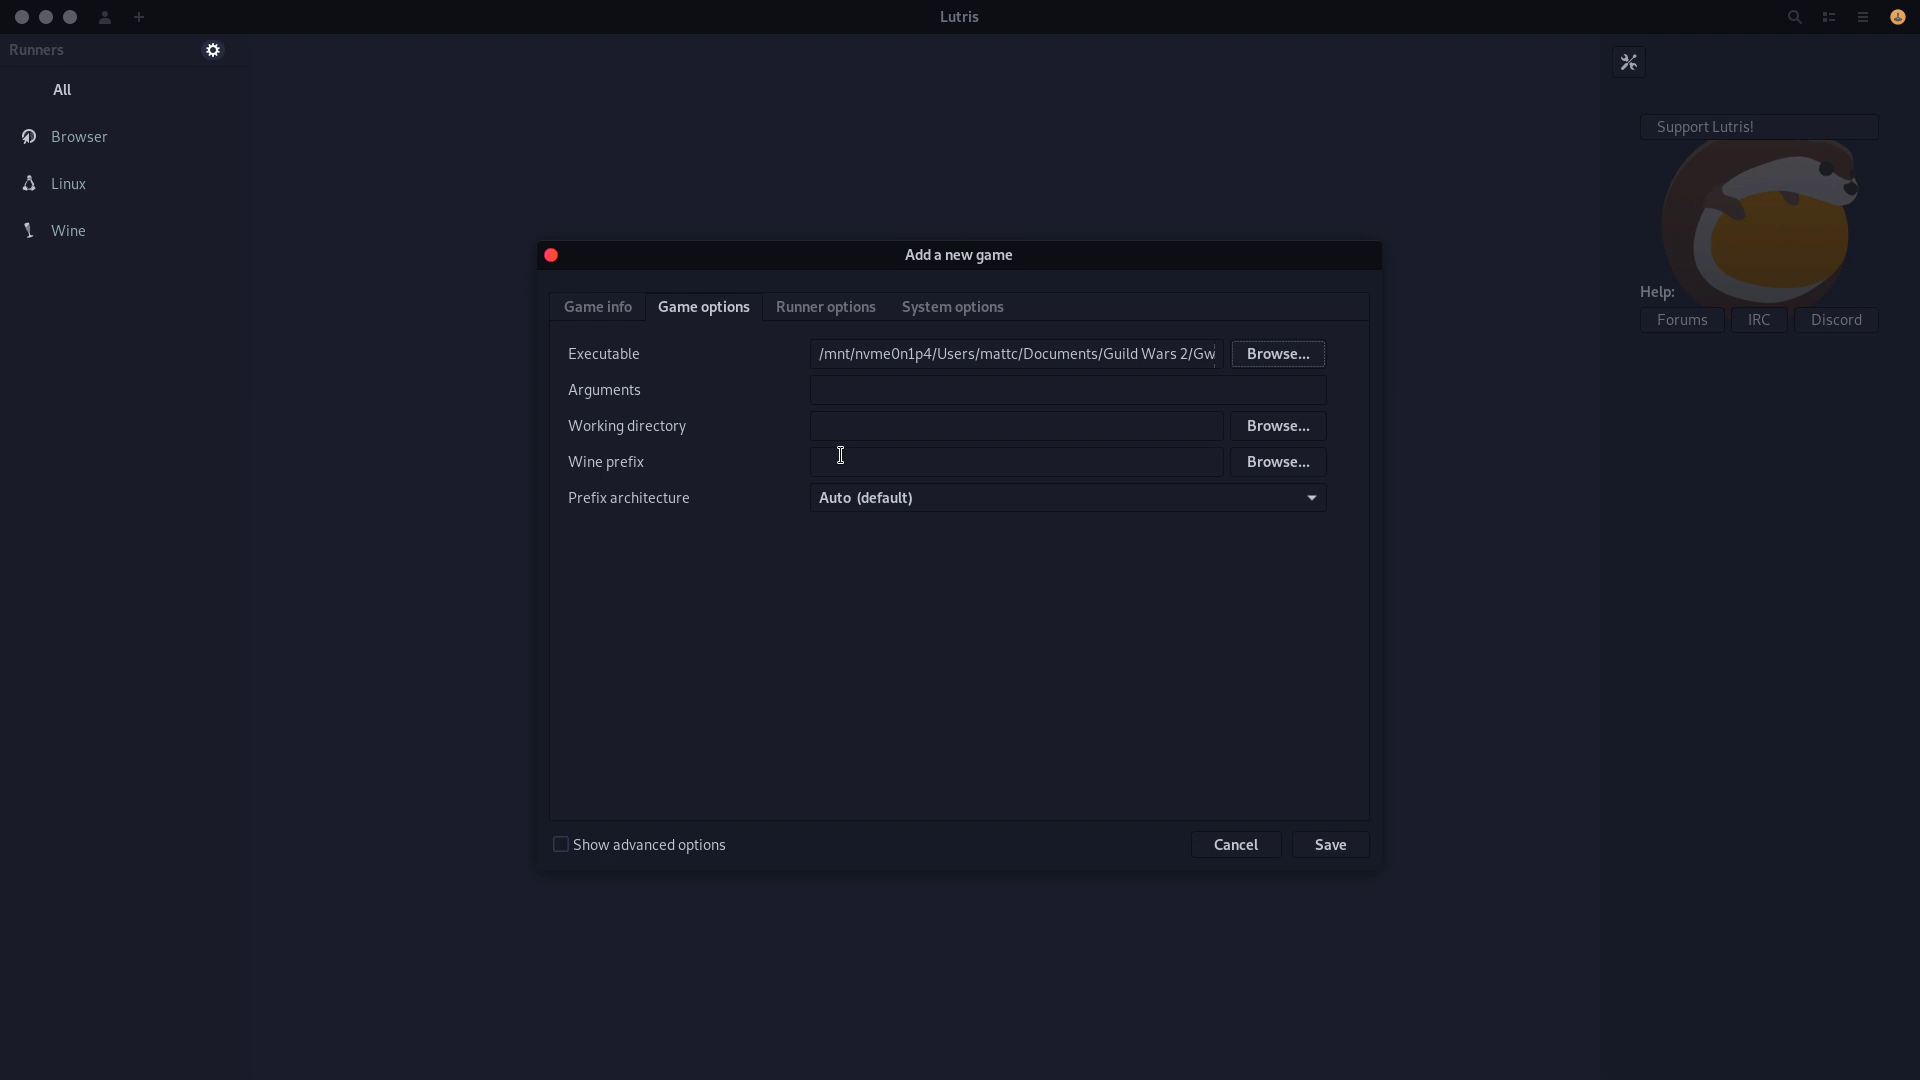 Lutris
Runners
All
Browser
Linux
Wine
Support Lutris!
Help:
Forums IRC Discord
Add a new game
Game info Game options Runner options System options
Executable /mnt/nvme0n1p4/Users/mattc/Documents/Guild Wars 2/Gw Browse...
Arguments
Working directory Browse...
Wine prefix Browse...
Prefix architecture Auto (default)
Show advanced options Cancel Save